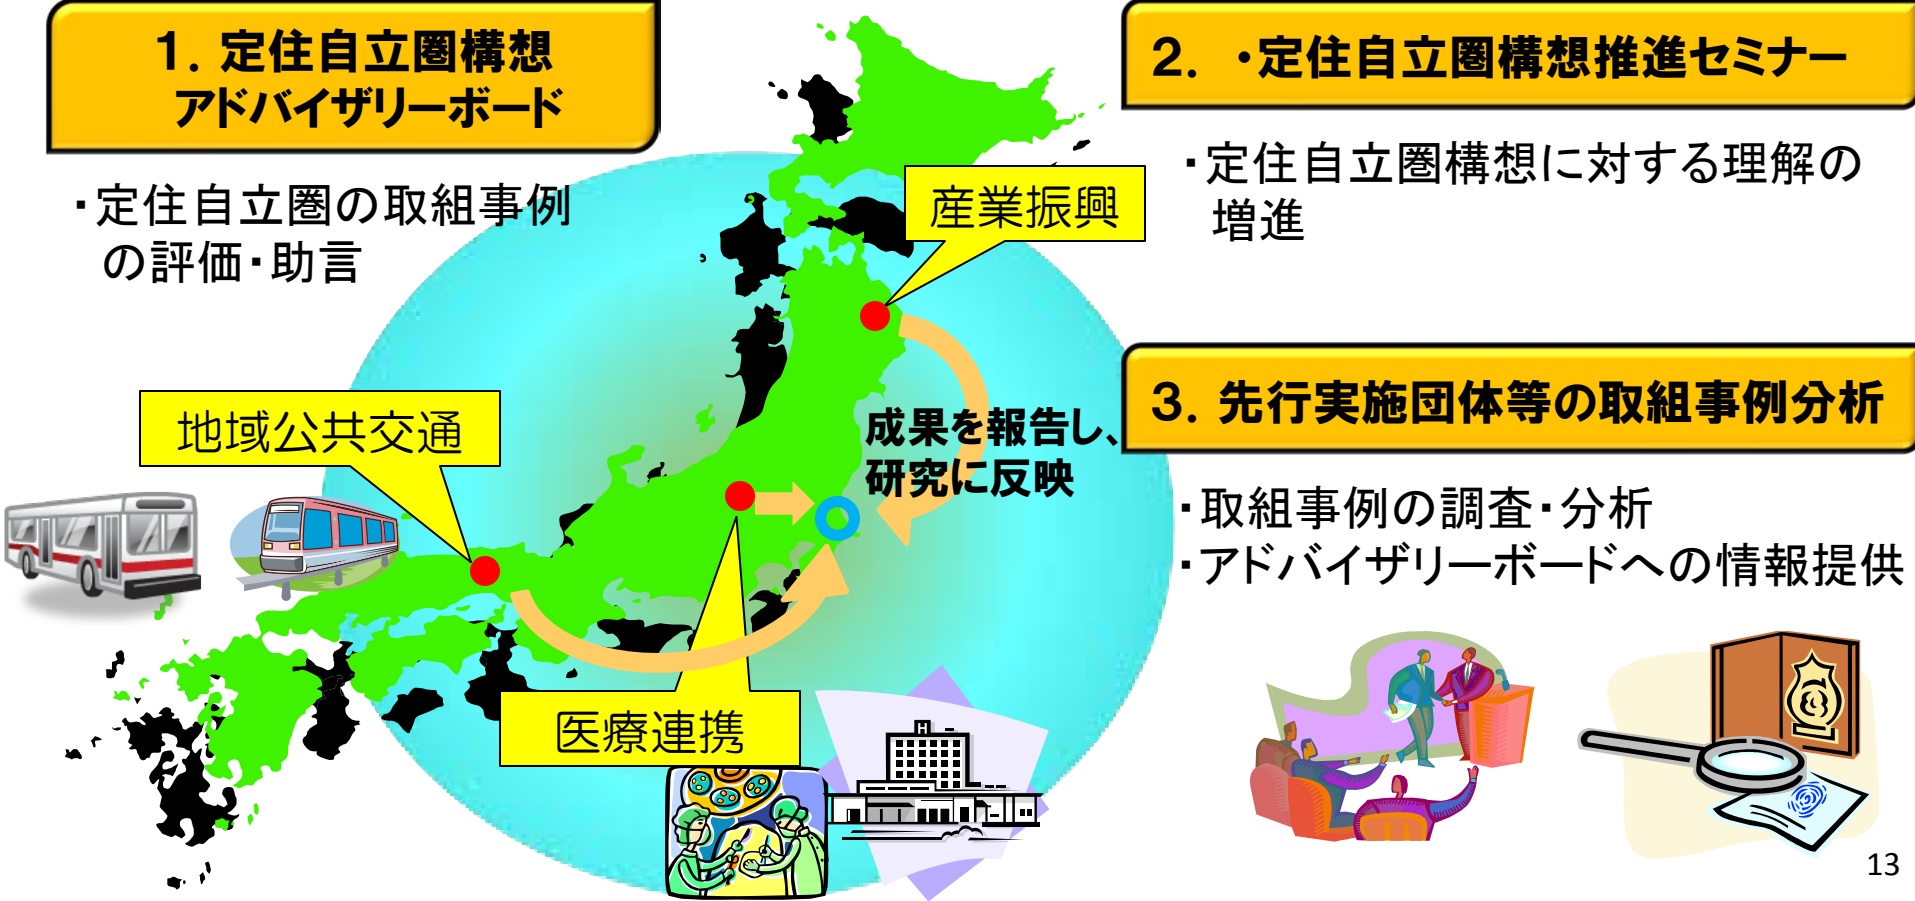 １．定住自立圏構想
アドバイザリーボード
・定住自立圏の取組事例
の評価・助言
２．・定住自立圏構想推進セミナー
・定住自立圏構想に対する理解の
増進
３．先行実施団体等の取組事例分析
・取組事例の調査・分析
・アドバイザリーボードへの情報提供
産業振興
地域公共交通
成果を報告し、
研究に反映
医療連携
H
13